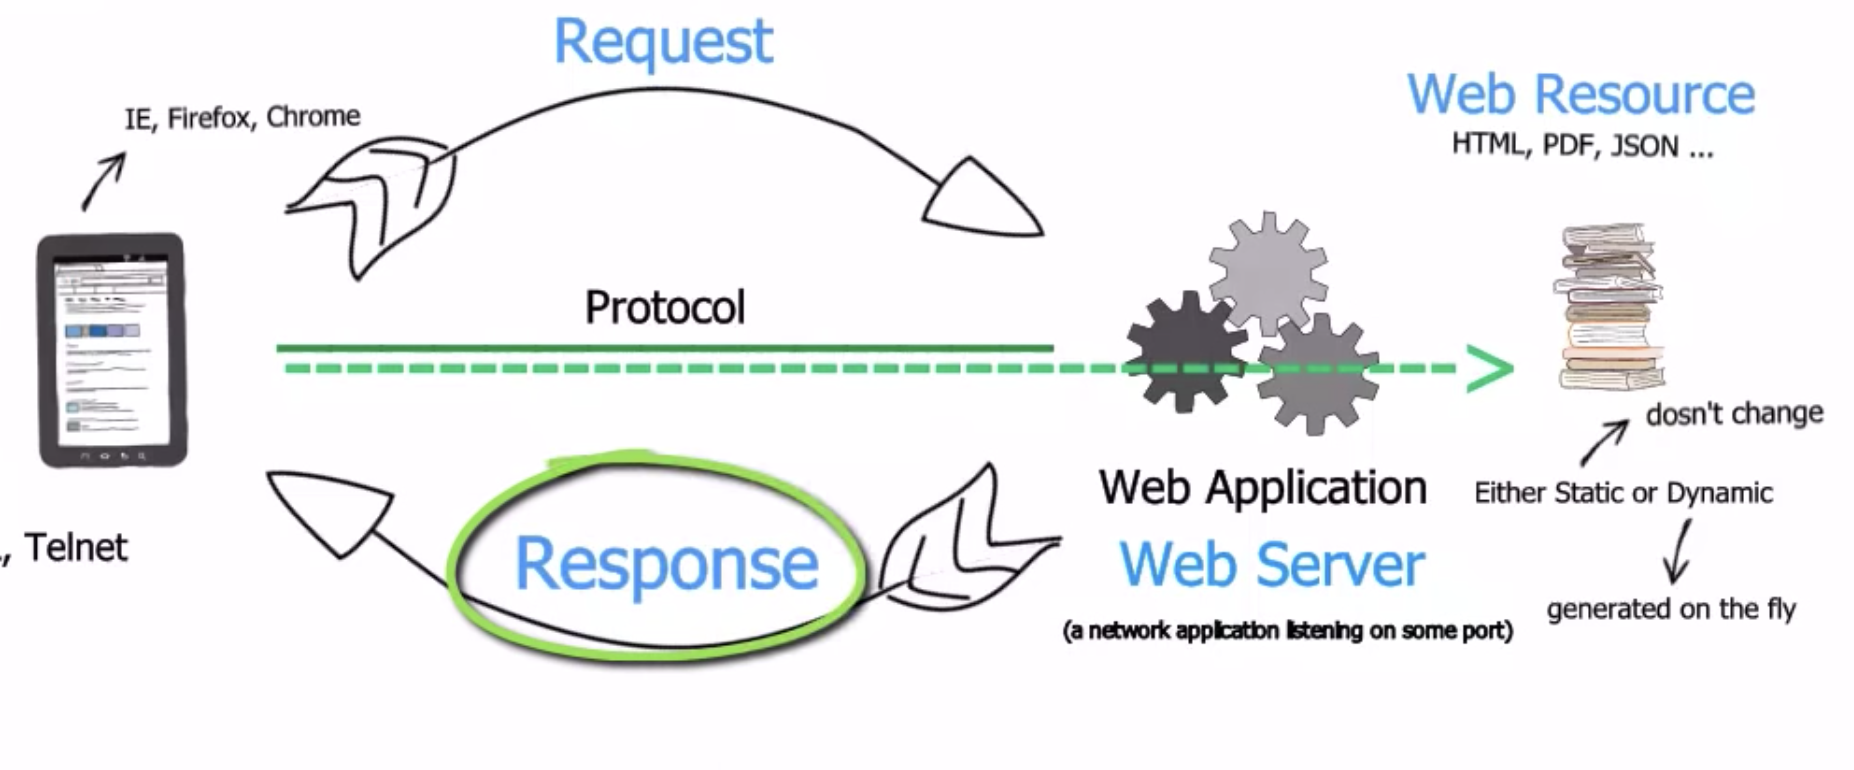 Request
Web Resource
HTML, PDF, JSON ...
IE, Firefox, Chrome
Protocol
dosn't change
Either Static or Dynamic
generated on the fly
Web Application
Web Server
(a network application listening on some port)
Response
, Telnet